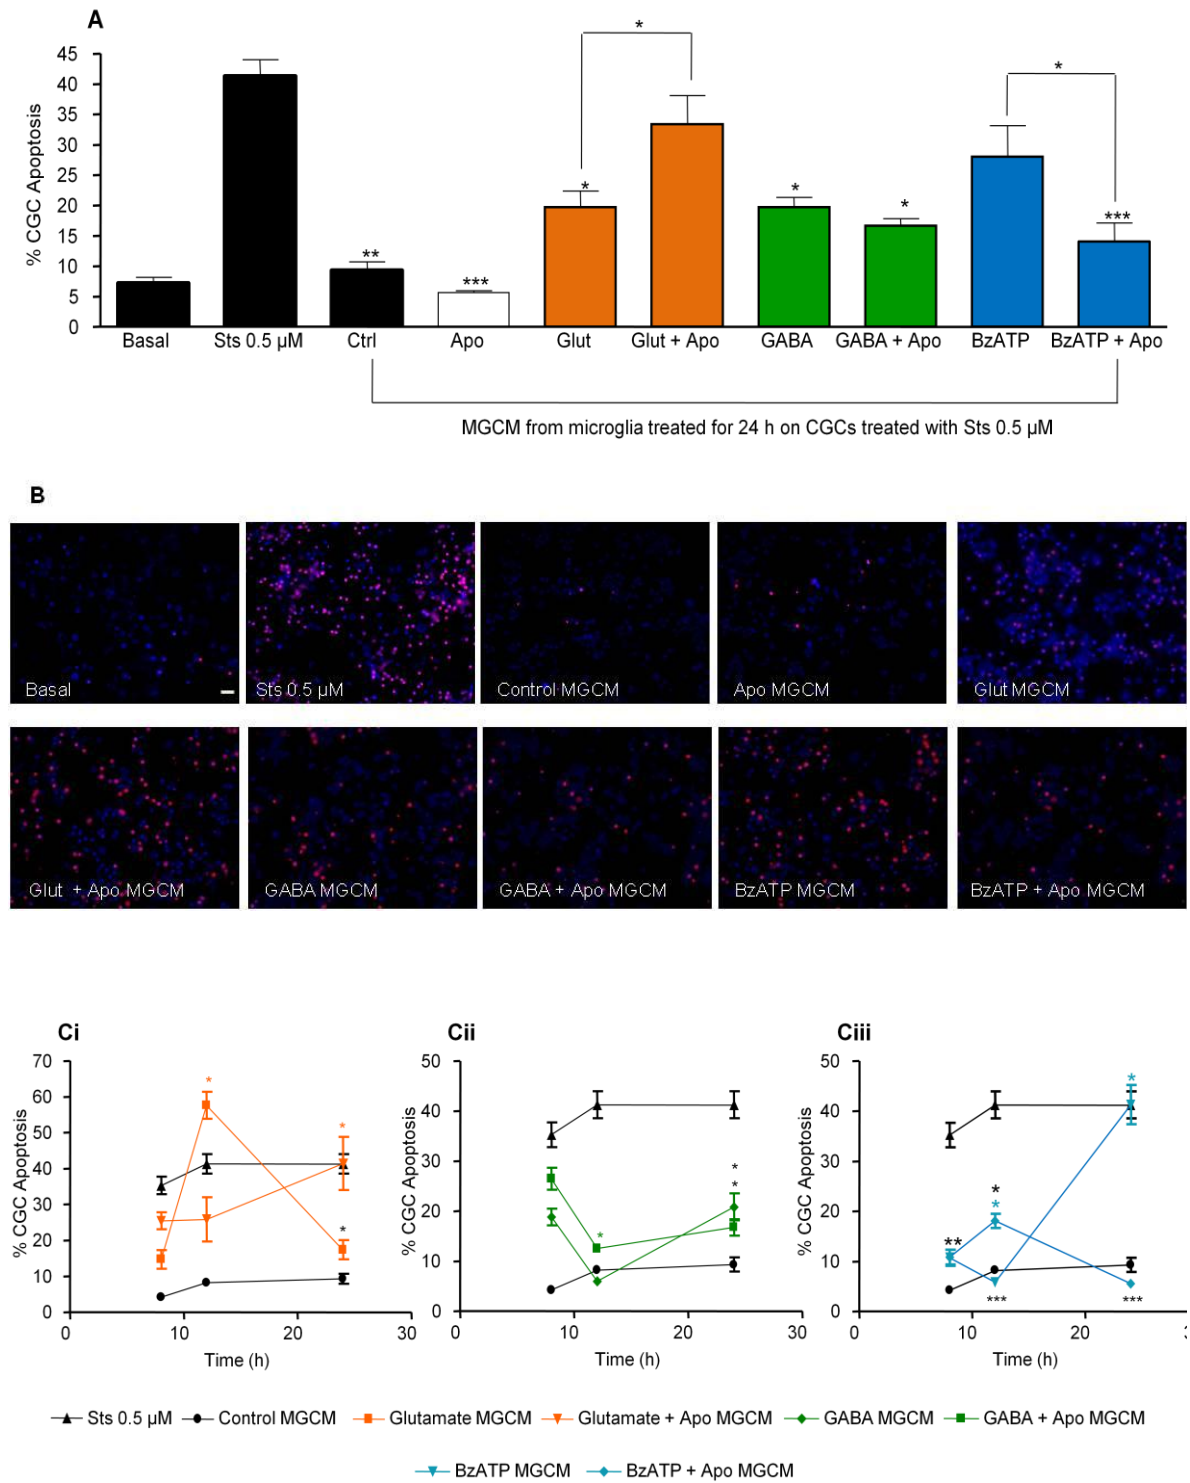 A
*
*
% CGC Apoptosis
45
40
35
30
25
20
15
10
5
0
** *** * * * ***
Basal Sts 0.5 µM Ctrl Apo Glut Glut + Apo GABA GABA + Apo BzATP BzATP + Apo
MGCM from microglia treated for 24 h on CGCs treated with Sts 0.5 µM
B
Basal Sts 0.5 µM Control MGCM Apo MGCM Glut MGCM
Glut + Apo MGCM GABA MGCM GABA + Apo MGCM BzATP MGCM BzATP + Apo MGCM
Ci
% CGC Apoptosis
70
60
50
40
30
20
10
0
* * *
0 10 20 30
Time (h)
Cii
% CGC Apoptosis
50
40
30
20
10
0
* * *
0 10 20 30
Time (h)
Ciii
% CGC Apoptosis
50
40
30
20
10
0
** * * *** * ***
0 10 20 3
Time (h)
Sts 0.5 µM Control MGCM Glutamate MGCM Glutamate + Apo MGCM GABA MGCM GABA + Apo MGCM
BzATP MGCM BzATP + Apo MGCM